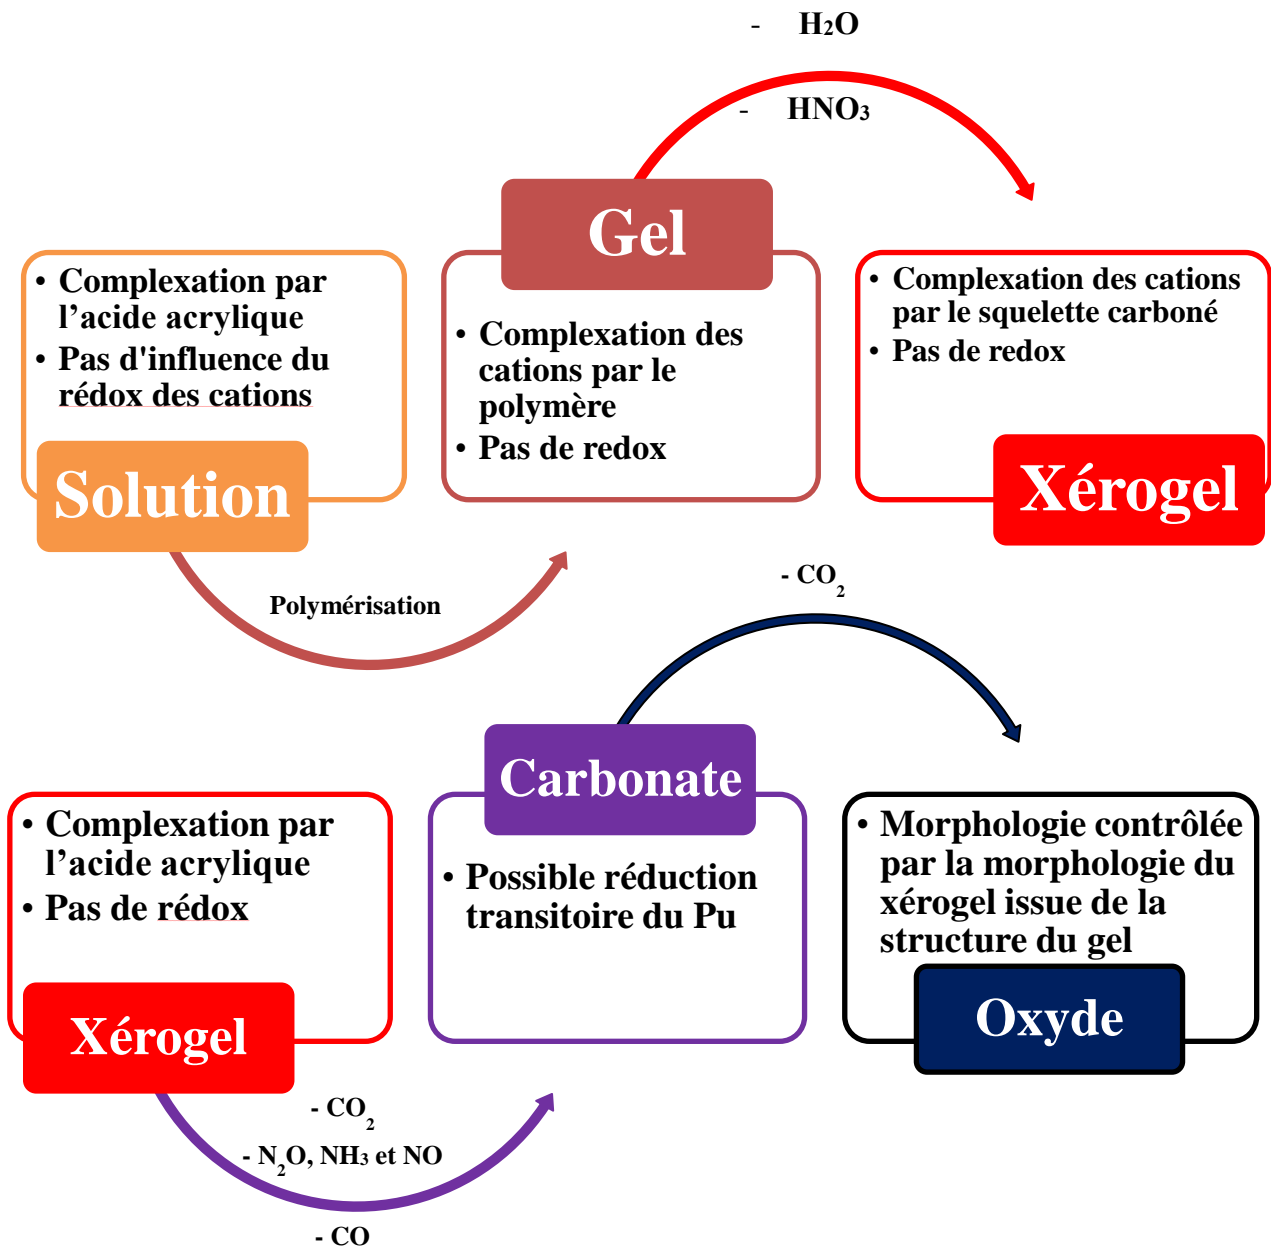 - H₂O
- HNO₃
Gel
• Complexation par
l’acide acrylique
• Pas d'influence du
rédox des cations
Solution
• Complexation des
cations par le
polymère
• Pas de redox
• Complexation des cations
par le squelette carboné
• Pas de redox
Xérogel
Polymérisation
- CO₂
Carbonate
• Complexation par
l’acide acrylique
• Pas de rédox
Xérogel
• Possible réduction
transitoire du Pu
• Morphologie contrôlée
par la morphologie du
xérogel issue de la
structure du gel
Oxyde
- CO₂
- N₂O, NH₃ et NO
- CO